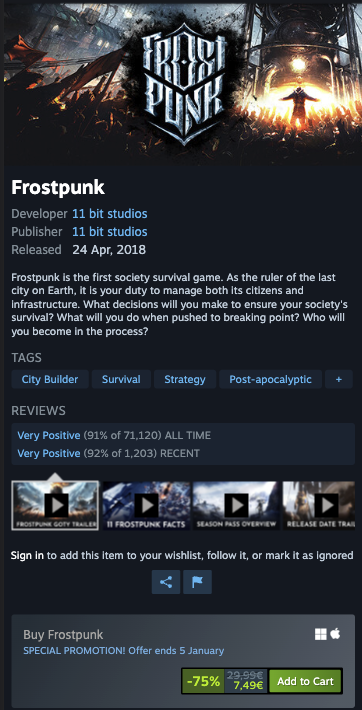 FROST
PUNK
Frostpunk
Developer 11 bit studios
Publisher 11 bit studios
Released 24 Apr, 2018
Frostpunk is the first society survival game. As the ruler of the last
city on Earth, it is your duty to manage both its citizens and
infrastructure. What decisions will you make to ensure your society's
survival? What will you do when pushed to breaking point? Who will
you become in the process?
TAGS
City Builder Survival Strategy Post-apocalyptic +
REVIEWS
Very Positive (91% of 71,120) ALL TIME
Very Positive (92% of 1,203) RECENT
FROSTPUNK GOTY TRAILER 11 FROSTPUNK FACTS SEASON PASS OVERVIEW RELEASE DATE TRAI
Sign in to add this item to your wishlist, follow it, or mark it as ignored
Buy Frostpunk
SPECIAL PROMOTION! Offer ends 5 January
-75% 29,99€ 7,49€ Add to Cart